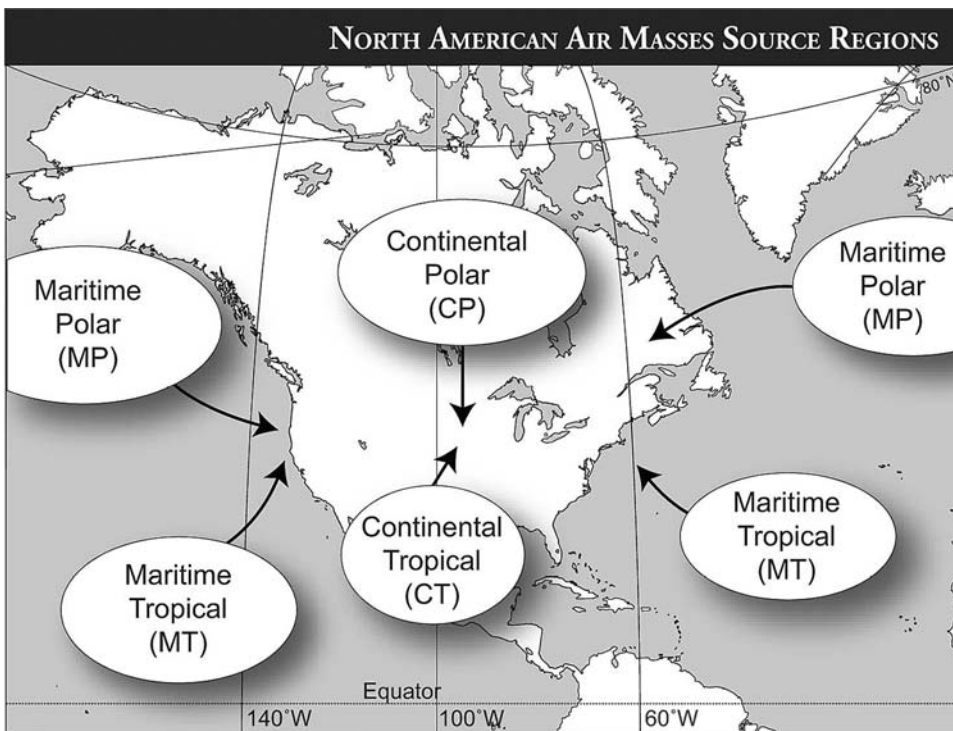 NORTH AMERICAN AIR MASSES SOURCE REGIONS
80°N
Continental
Polar
(CP)
Maritime
Polar
(MP)
Maritime
Polar
(MP)
Maritime
Tropical
(MT)
Continental
Tropical
(CT)
Maritime
Tropical
(MT)
Equator
140°W
100°W
60°W